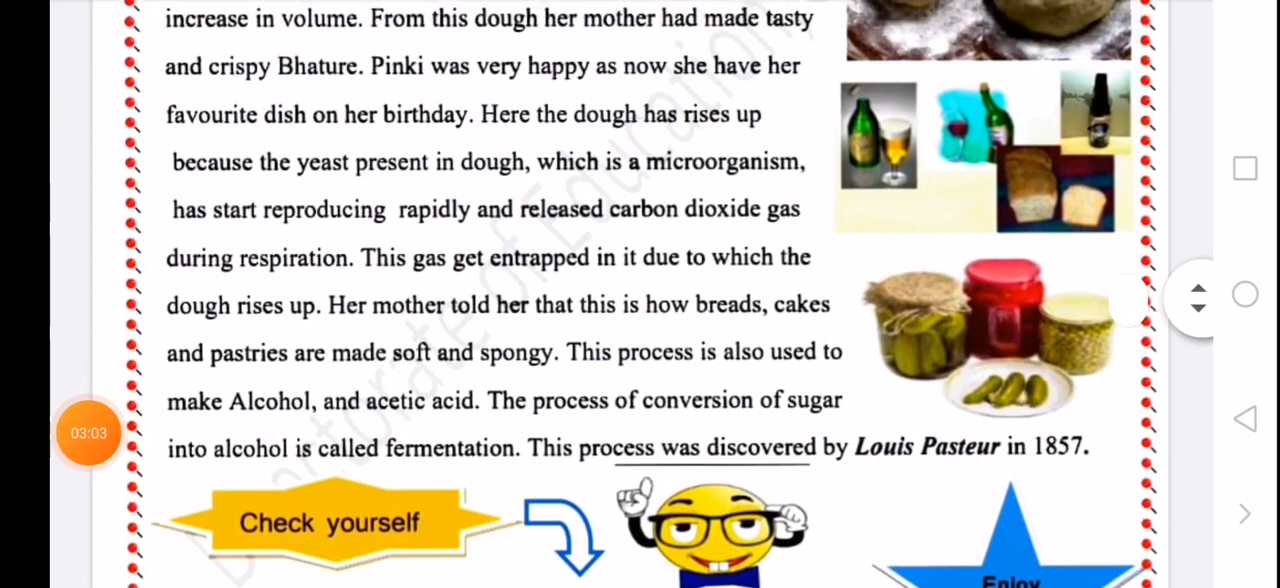 increase in volume. From this dough her mother had made tasty
and crispy Bhature. Pinki was very happy as now she have her
favourite dish on her birthday. Here the dough has rises up
because the yeast present in dough, which is a microorganism,
has start reproducing rapidly and released carbon dioxide gas
during respiration. This gas get entrapped in it due to which the
dough rises up. Her mother told her that this is how breads, cakes
and pastries are made soft and spongy. This process is also used to
make Alcohol, and acetic acid. The process of conversion of sugar
into alcohol is called fermentation. This process was discovered by Louis Pasteur in 1857.
03:03
Check yourself
Enjoy